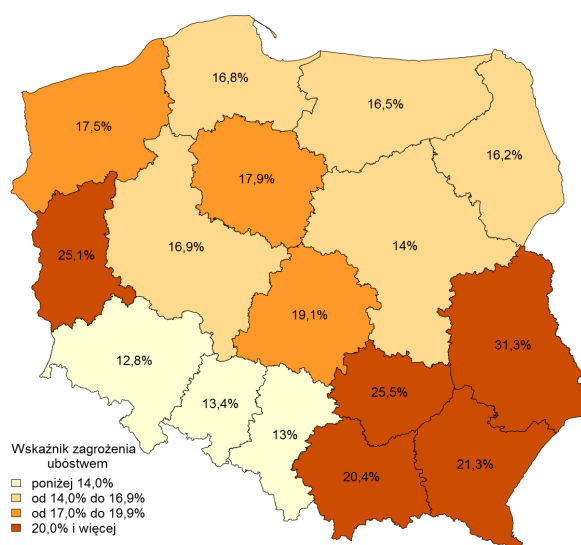 16,8%
16,5%
17,5%
16,2%
17,9%
16,9%
14%
25,1%
19,1%
31,3%
12,8%
25,5%
13,4%
13%
21,3%
20,4%
Wskaźnik zagrożenia
ubóstwem
poniżej 14,0%
od 14,0% do 16,9%
od 17,0% do 19,9%
20,0% i więcej